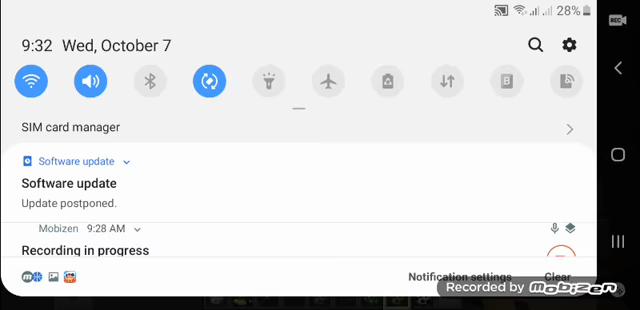 28%
REC
9:32 Wed, October 7
B
SIM card manager
Software update
Software update
Update postponed.
Mobizen 9:28 AM
Recording in progress
m
Notification settings Clear
Recorded by Mobizen